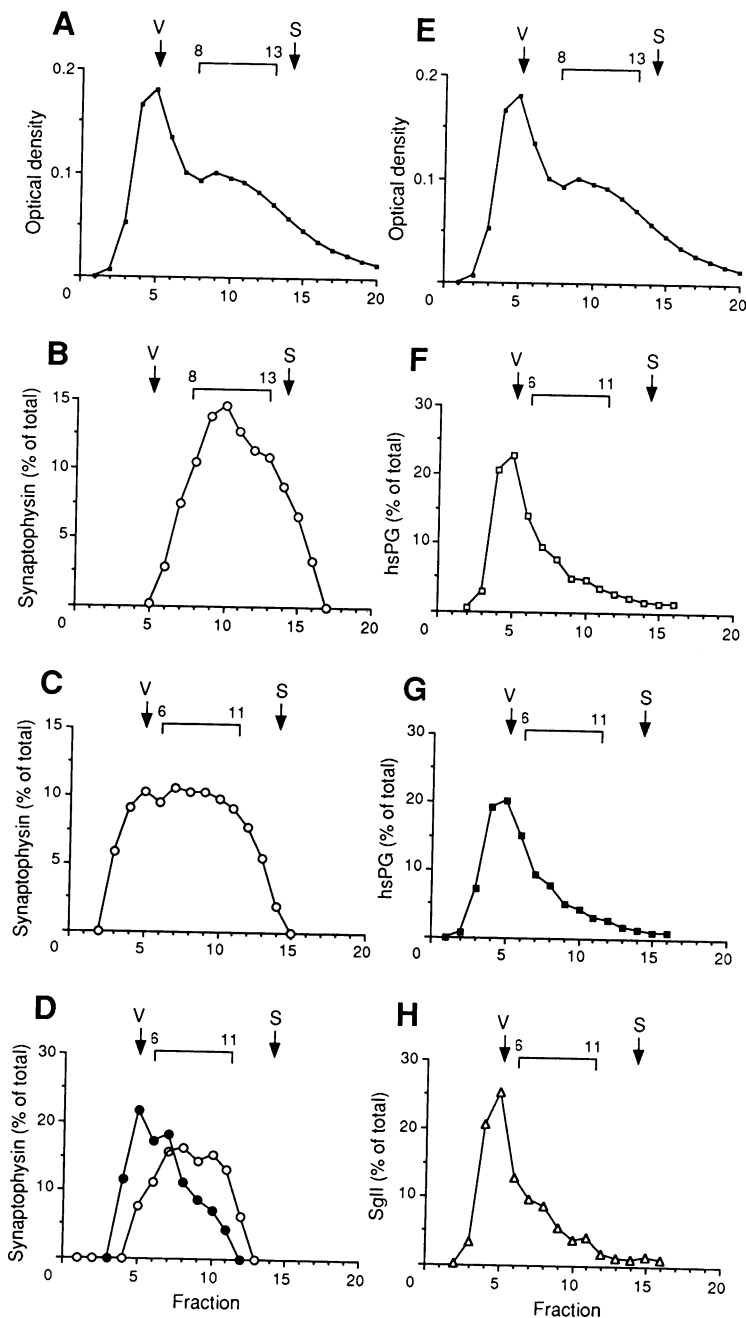 A
V
S
8 13
0.2
0.1
Optical density
0 5 10 15 20
B
V
S
8 13
15
10
5
Synaptophysin (% of total)
0 5 10 15 20
C
V
S
6 11
15
10
5
Synaptophysin (% of total)
0 5 10 15 20
D
V
S
6 11
30
20
10
Synaptophysin (% of total)
0 5 10 15 20
Fraction
E
V
S
8 13
0.2
0.1
Optical density
0 5 10 15 20
F
V
S
6 11
30
20
10
hsPG (% of total)
0 5 10 15 20
G
V
S
6 11
30
20
10
hsPG (% of total)
0 5 10 15 20
H
V
S
6 11
30
20
10
SgII (% of total)
0 5 10 15 20
Fraction